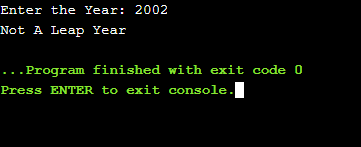 Enter the Year: 2002
Not A Leap Year
...Program finished with exit code 0
Press ENTER to exit console.